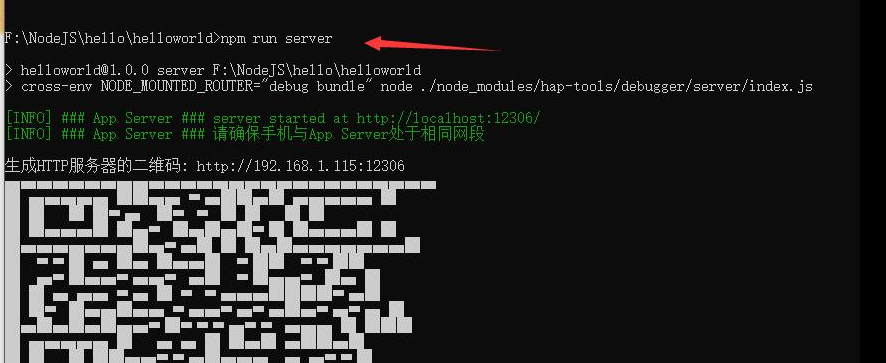 F:\NodeJS\hello\helloworld>npm run server
> helloworld@1.0.0 server F:\NodeJS\hello\helloworld
> cross-env NODE_MOUNTED_ROUTER="debug bundle" node ./node_modules/hap-tools/debugger/server/index.js
[INFO] ### App Server ### server started at http://localhost:12306/
[INFO] ### App Server ### 请确保手机与App Server处于相同网段
生成HTTP服务器的二维码: http://192.168.1.115:12306